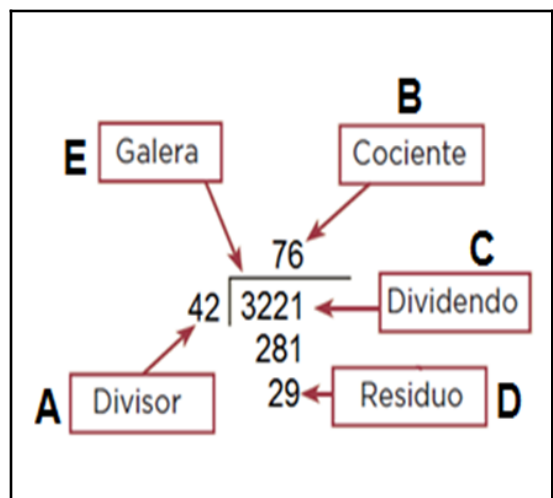 B
E Galera Cociente
76
C
42 3221 Dividendo
281
A Divisor 29 Residuo D